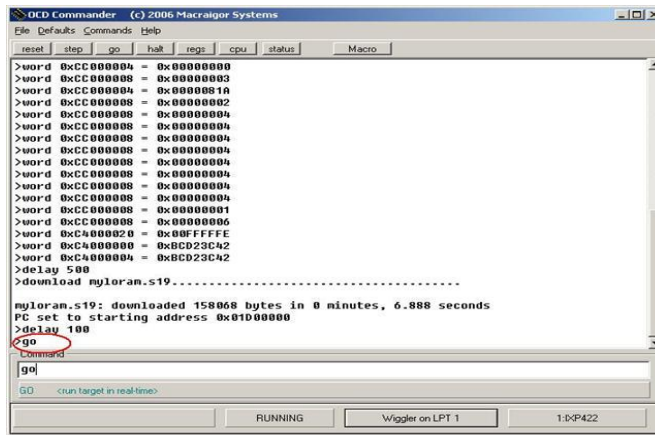 OCD Commander (c) 2006 Macraigor Systems
File Defaults Commands Help
reset step go halt regs cpu status Macro
>word 0xCC000004 = 0x00000000
>word 0xCC000008 = 0x00000003
>word 0xCC000004 = 0x0000081A
>word 0xCC000008 = 0x00000002
>word 0xCC000008 = 0x00000004
>word 0xCC000008 = 0x00000004
>word 0xCC000008 = 0x00000004
>word 0xCC000008 = 0x00000004
>word 0xCC000008 = 0x00000004
>word 0xCC000008 = 0x00000004
>word 0xCC000008 = 0x00000004
>word 0xCC000008 = 0x00000004
>word 0xCC000008 = 0x00000001
>word 0xCC000008 = 0x00000006
>word 0xC4000020 = 0x00FFFFFE
>word 0xC4000000 = 0xBCD23C42
>word 0xC4000004 = 0xBCD23C42
>delay 500
>download myloram.s19......................................
myloram.s19: downloaded 158068 bytes in 0 minutes, 6.888 seconds
PC set to starting address 0x01D00000
>delay 100
>go
Command
go
GO <run target in real-time>
RUNNING Wiggler on LPT 1 1:IXP422